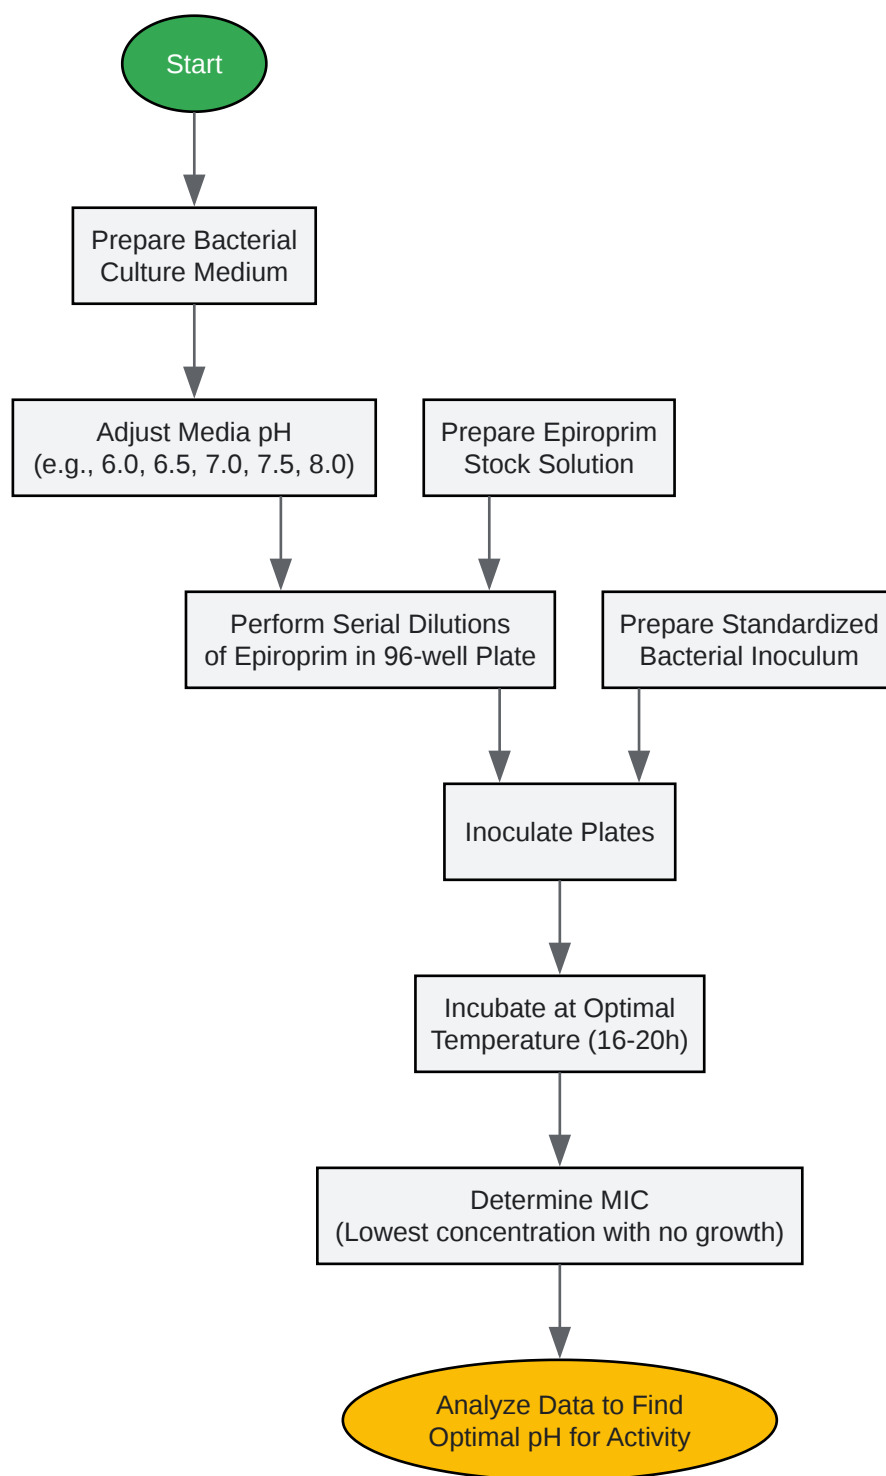 Start
Prepare Bacterial
Culture Medium
Adjust Media pH
(e.g., 6.0, 6.5, 7.0, 7.5, 8.0)
Prepare Epiroprim
Stock Solution
Perform Serial Dilutions
of Epiroprim in 96-well Plate
Prepare Standardized
Bacterial Inoculum
Inoculate Plates
Incubate at Optimal
Temperature (16-20h)
Determine MIC
(Lowest concentration with no growth)
Analyze Data to Find
Optimal pH for Activity